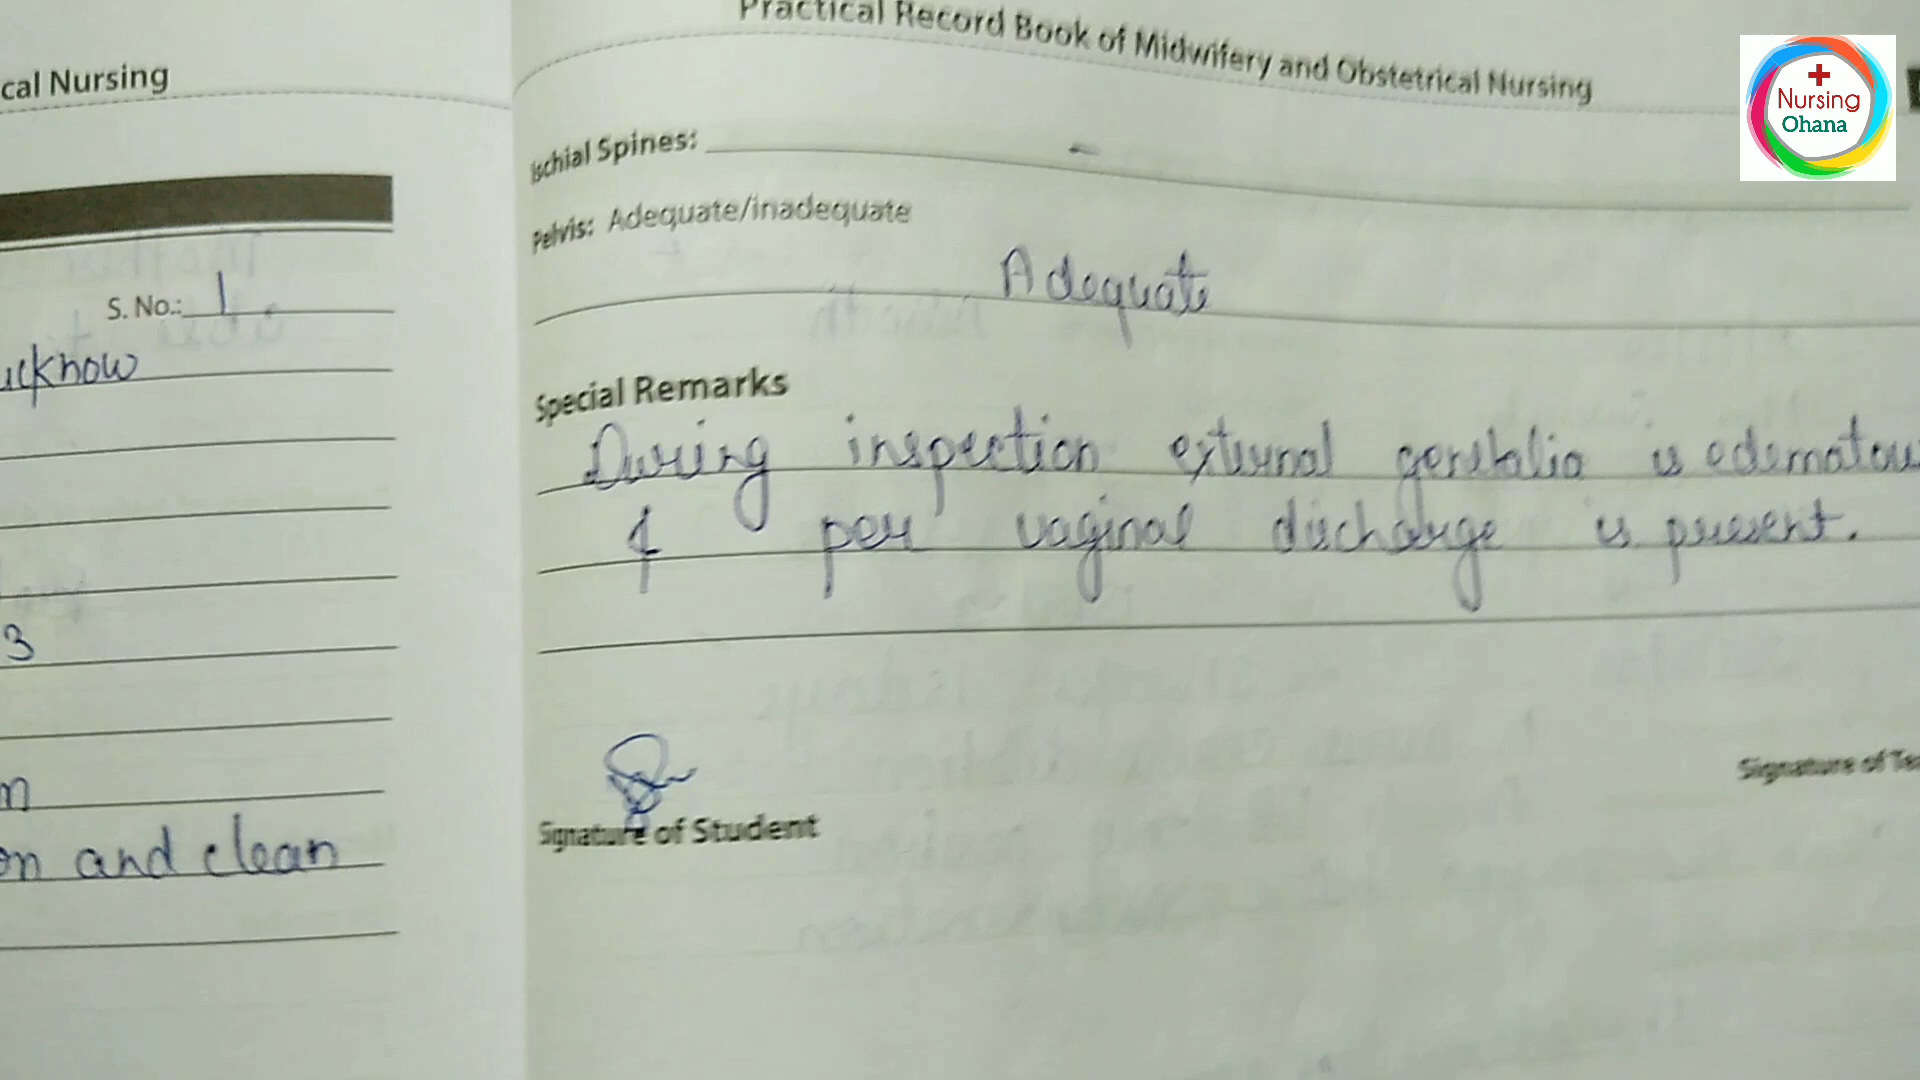 cal Nursing
S. No.: 1
ucknow
3
n
on and clean
Practical Record Book of Midwifery and Obstetrical Nursing
Ischial Spines: -
Pelvis: Adequate/inadequate
Adequate
Special Remarks
During inspection external genitalia is edematou
& per vaginal discharge is present.
Signature of Student
Signature of Te
Nursing
Ohana